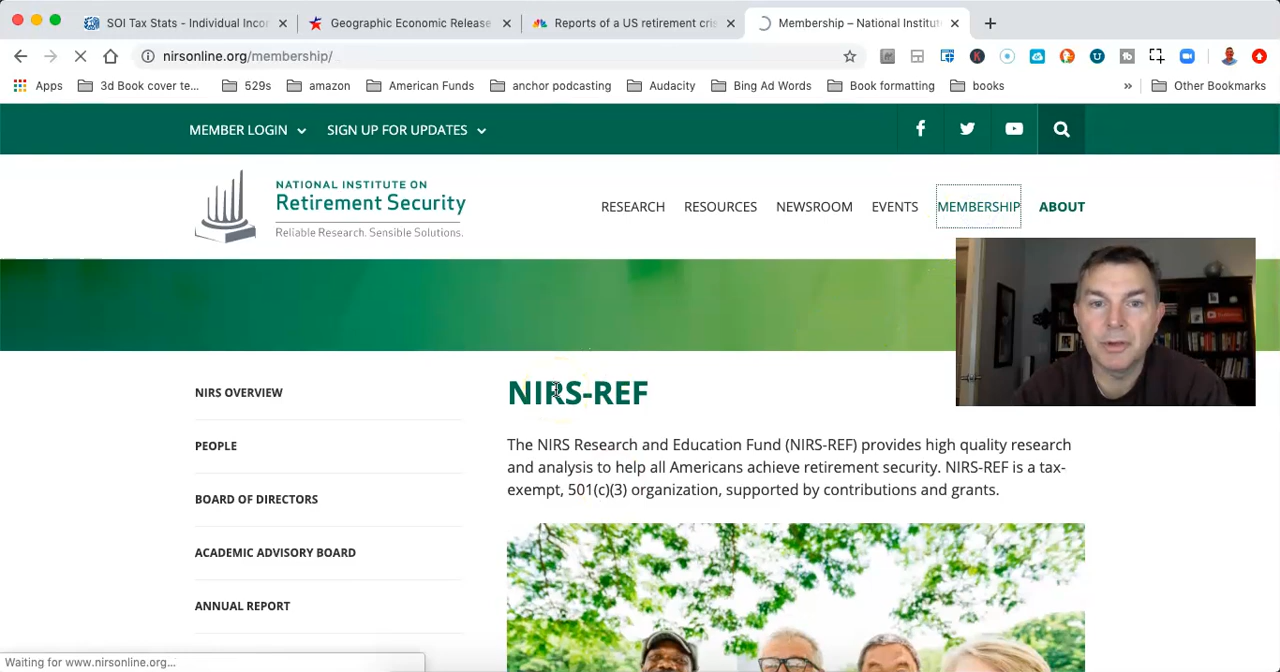 SOI Tax Stats - Individual Incor
Geographic Economic Release
Reports of a US retirement cris
Membership – National Institute
nirsonline.org/membership/
Apps
3d Book cover te...
529s
amazon
American Funds
anchor podcasting
Audacity
Bing Ad Words
Book formatting
books
»
Other Bookmarks
MEMBER LOGIN
SIGN UP FOR UPDATES
NATIONAL INSTITUTE ON
Retirement Security
Reliable Research. Sensible Solutions.
RESEARCH
RESOURCES
NEWSROOM
EVENTS
MEMBERSHIP
ABOUT
NIRS OVERVIEW
PEOPLE
BOARD OF DIRECTORS
ACADEMIC ADVISORY BOARD
ANNUAL REPORT
NIRS-REF
The NIRS Research and Education Fund (NIRS-REF) provides high quality research
and analysis to help all Americans achieve retirement security. NIRS-REF is a tax-
exempt, 501(c)(3) organization, supported by contributions and grants.
Waiting for www.nirsonline.org...